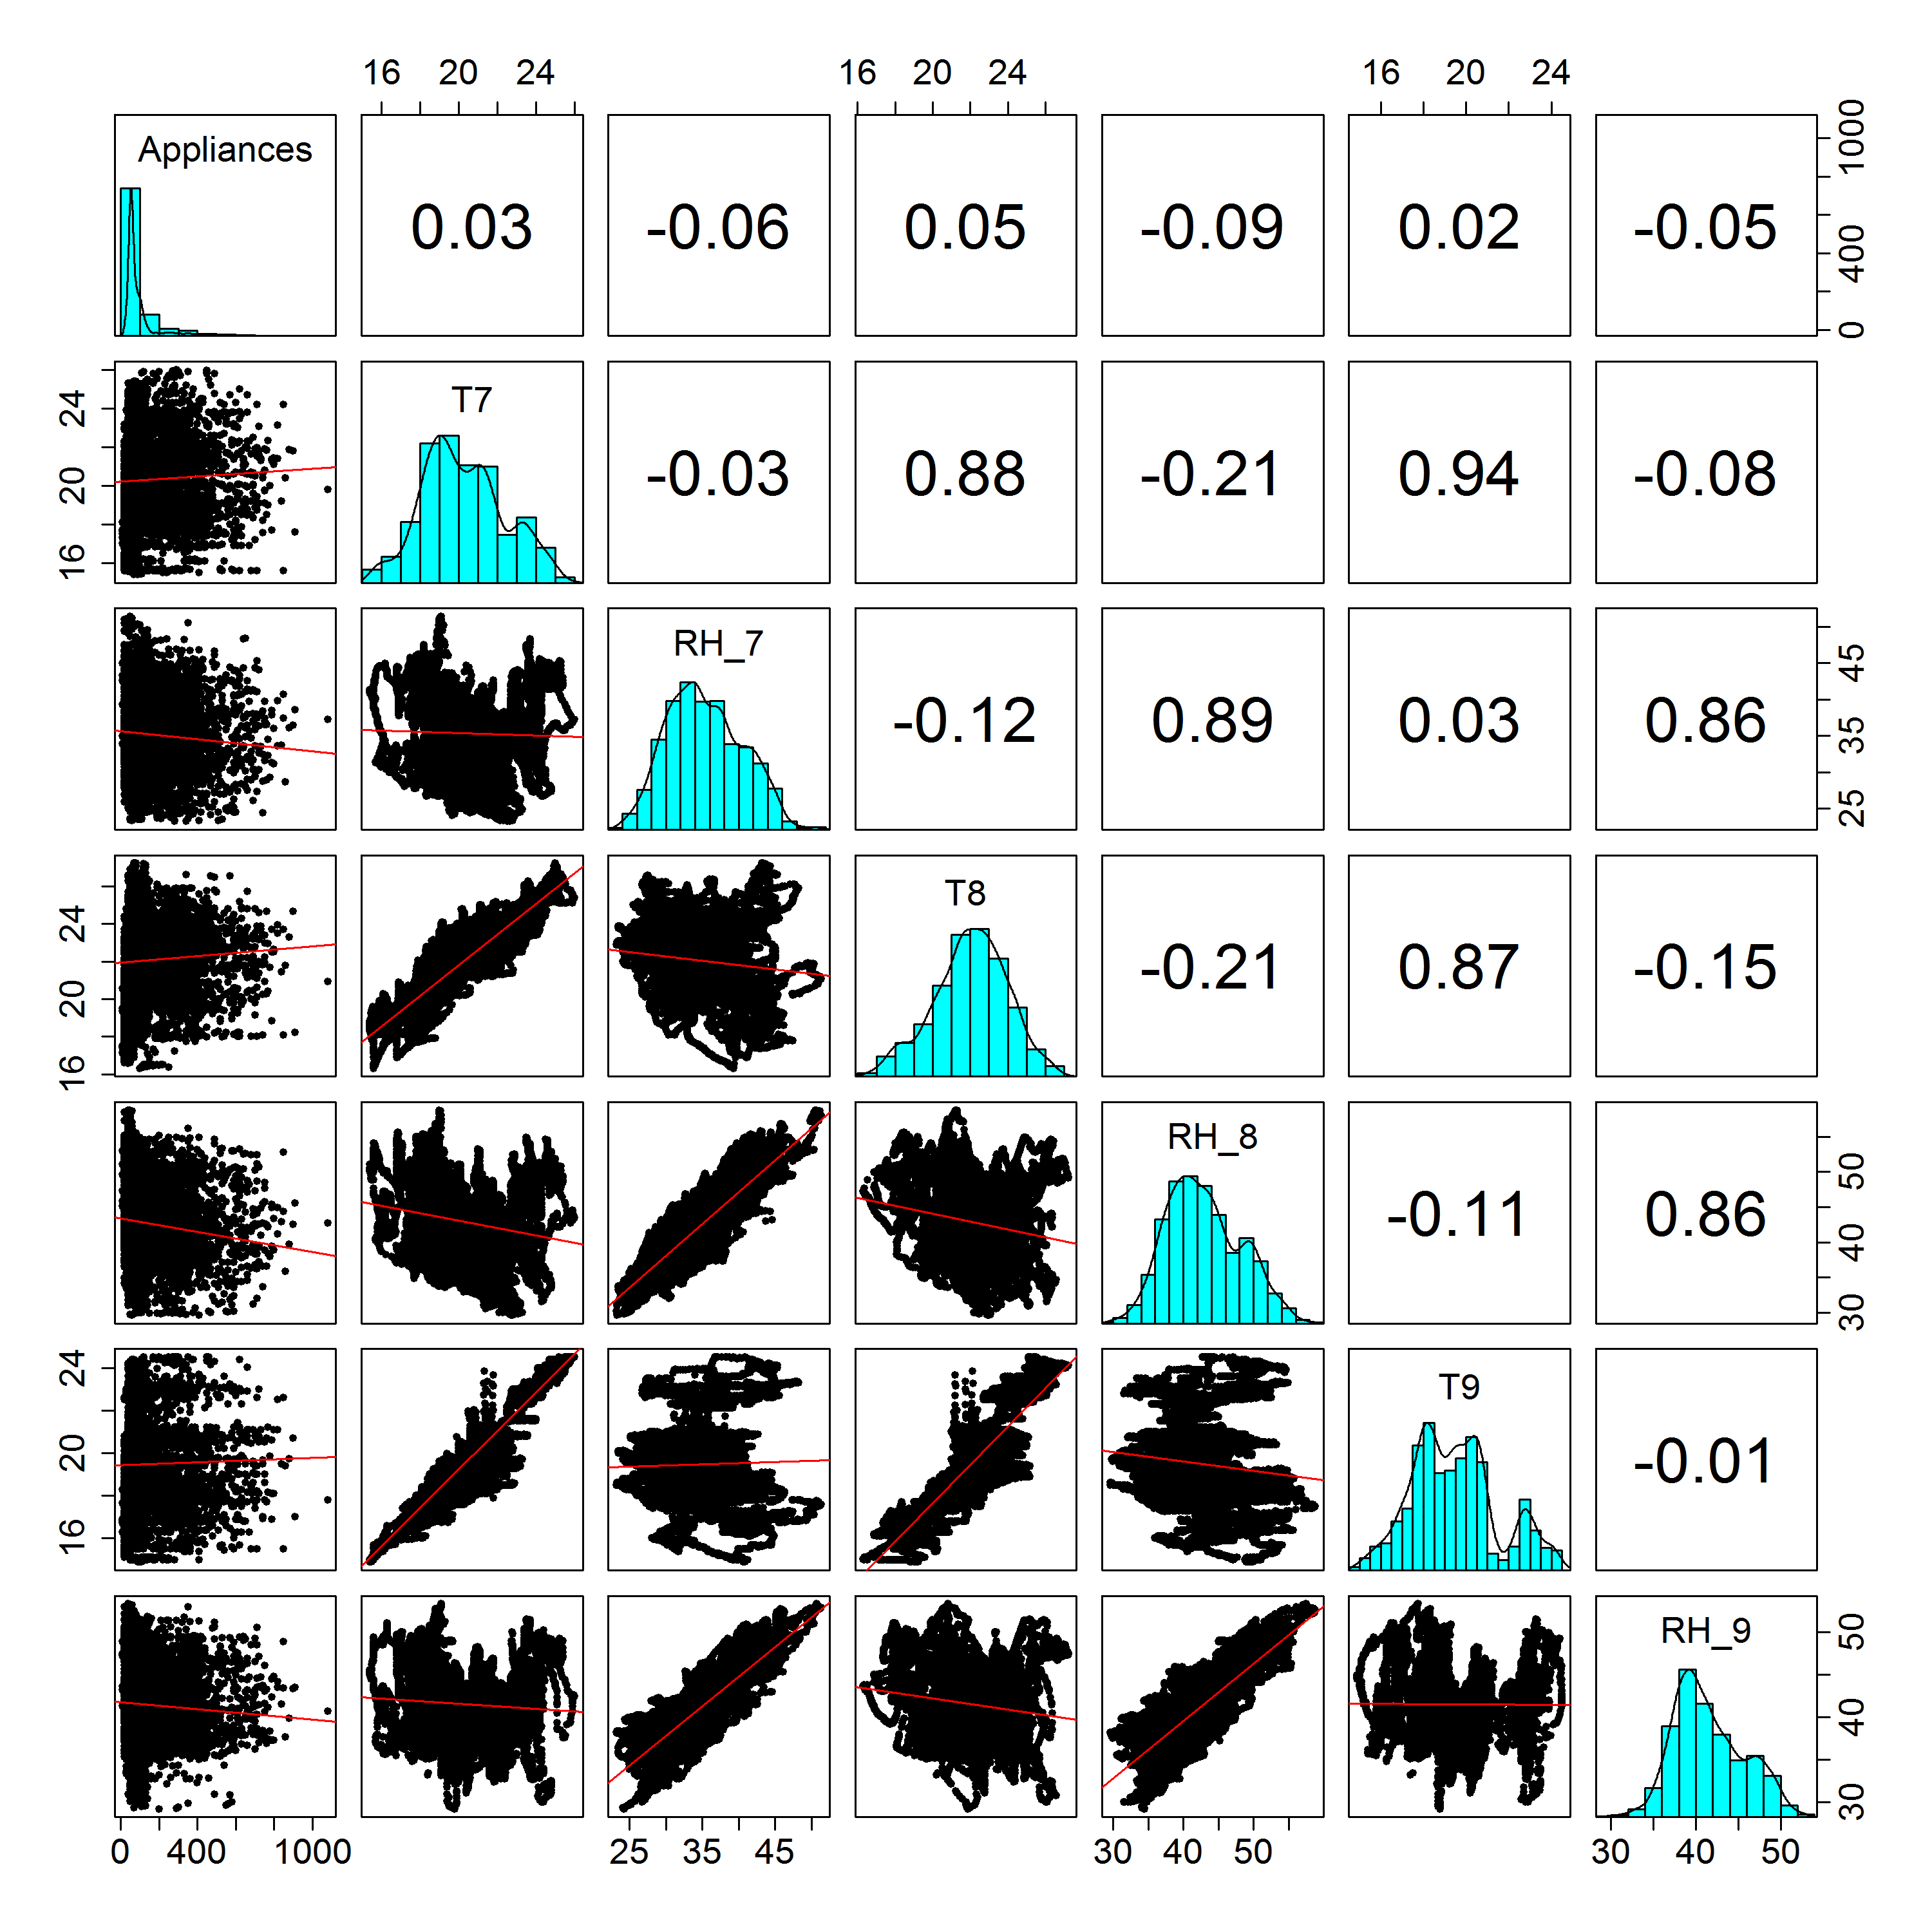 16 20 24 16 20 24 16 20 24
Appliances 0.03 -0.06 0.05 -0.09 0.02 -0.05 0 400 1000
16 20 24 T7 -0.03 0.88 -0.21 0.94 -0.08
RH_7 -0.12 0.89 0.03 0.86 25 35 45
16 20 24 T8 -0.21 0.87 -0.15
RH_8 -0.11 0.86 30 40 50
16 20 24 T9 -0.01
RH_9 30 40 50
0 400 1000 25 35 45 30 40 50 30 40 50